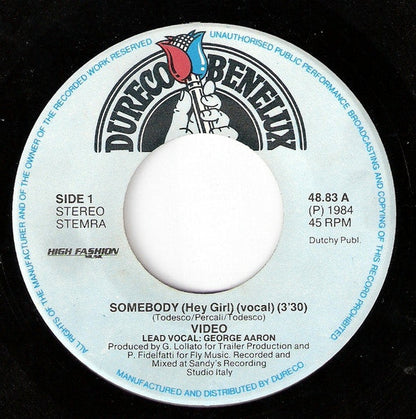 UNAUTHORISED PUBLIC PERFORMANCE BROADCASTING AND COPYING OF THIS RECORD PROHIBITED.
ALL RIGHTS OF THE MANUFACTURER AND OF THE OWNER OF THE RECORDED WORK RESERVED
DURECO BENELUX
SIDE 1
STEREO
STEMRA
48.83 A
(P) 1984
45 RPM
Dutchy Publ.
HIGH FASHION
MUSIC
SOMEBODY (Hey Girl) (vocal) (3'30)
(Todesco/Percali/Todesco)
VIDEO
LEAD VOCAL: GEORGE AARON
Produced by G. Lollato for Trailer Production and
P. Fidelfatti for Fly Music. Recorded and
Mixed at Sandy's Recording
Studio Italy
MANUFACTURED AND DISTRIBUTED BY DURECO.